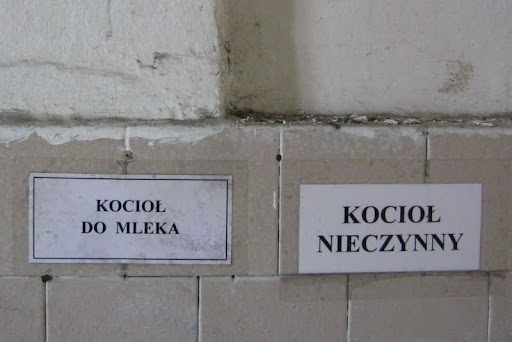 KOCIOŁ
DO MLEKA
KOCIOŁ
NIECZYNNY